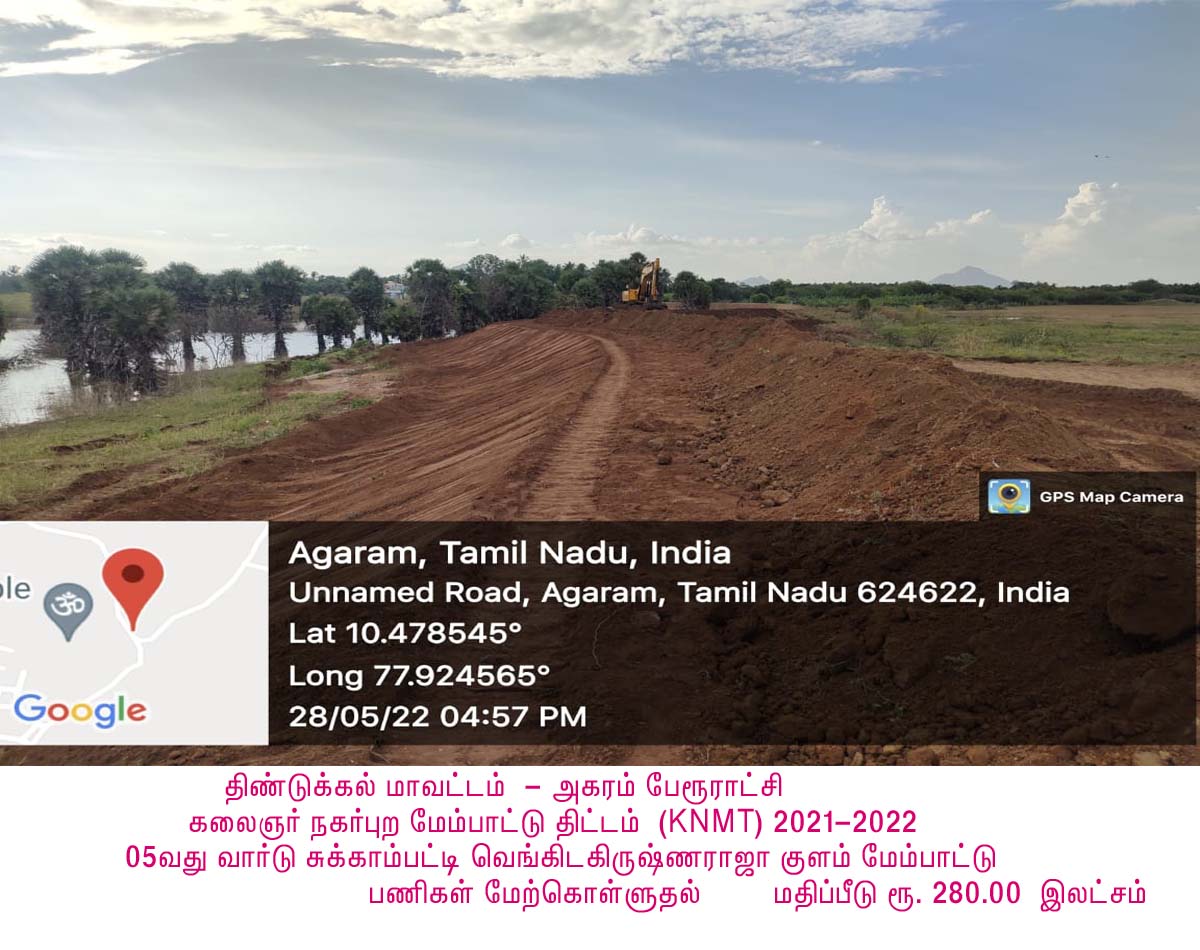 GPS Map Camera
ple
Google
Agaram, Tamil Nadu, India
Unnamed Road, Agaram, Tamil Nadu 624622, India
Lat 10.478545°
Long 77.924565°
28/05/22 04:57 PM
திண்டுக்கல் மாவட்டம் – அகரம் பேரூராட்சி
கலைஞர் நகர்புற மேம்பாட்டு திட்டம் (KNMT) 2021–2022
05வது வார்டு சுக்காம்பட்டி வெங்கிடகிருஷ்ணராஜா குளம் மேம்பாட்டு
பணிகள் மேற்கொள்ளுதல் மதிப்பீடு ரூ. 280.00 இலட்சம்